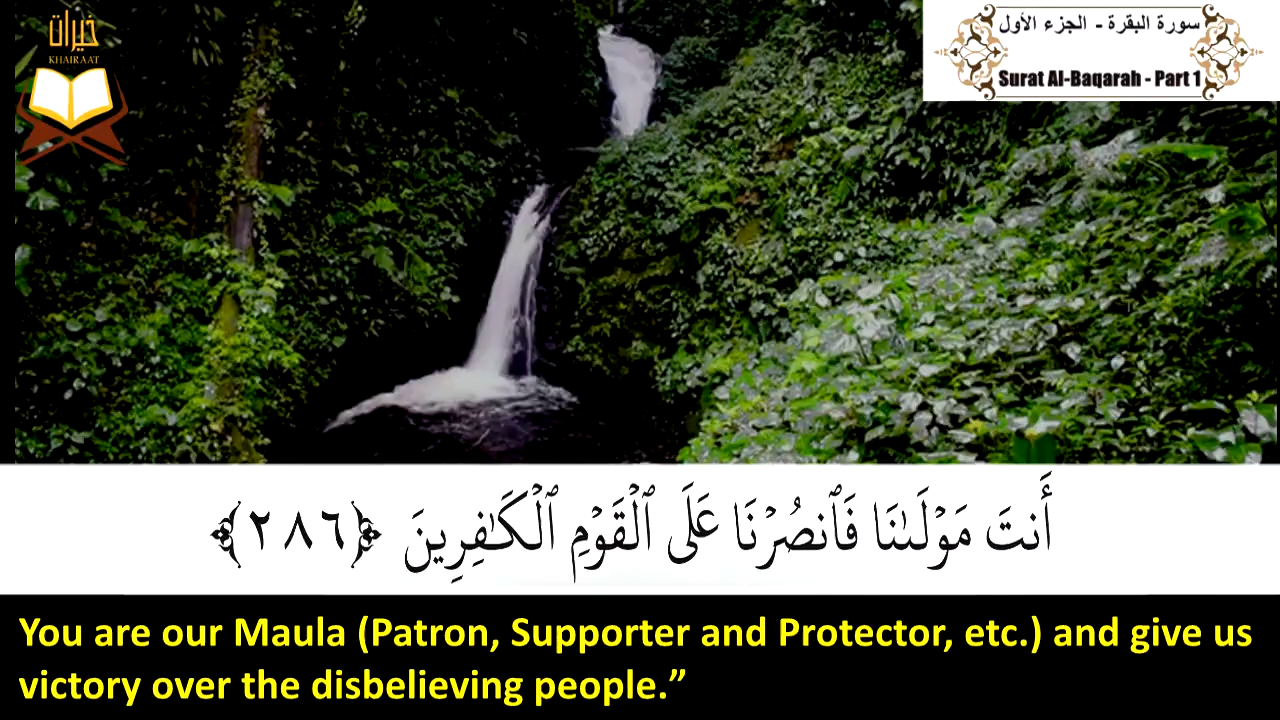 خيرات
KHAIRAAT
سورة البقرة - الجزء الأول
Surat Al-Baqarah - Part 1
أَنتَ مَوْلَىٰنَا فَٱنصُرْنَا عَلَى ٱلْقَوْمِ ٱلْكَـٰفِرِينَ ﴿٢٨٦﴾
You are our Maula (Patron, Supporter and Protector, etc.) and give us
victory over the disbelieving people.”